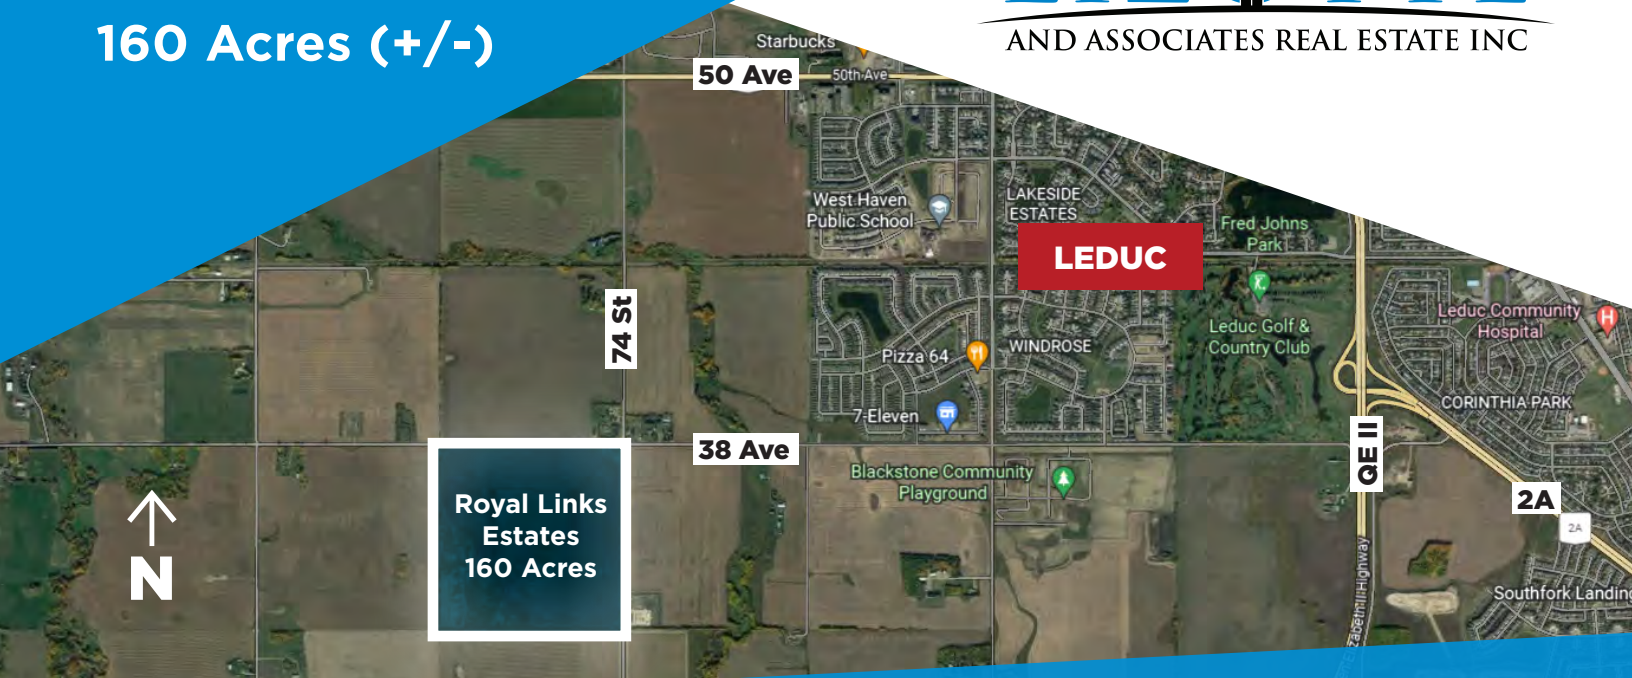 160 Acres (+/-)
AND ASSOCIATES REAL ESTATE INC
Starbucks
50 Ave
50th Ave
West Haven
Public School
LAKESIDE
ESTATES
Fred Johns
Park
LEDUC
74 St
Leduc Golf &
Country Club
Leduc Community
Hospital
H
Pizza 64
WINDROSE
7-Eleven
CORINTHIA PARK
38 Ave
QE II
Blackstone Community
Playground
2A
2A
Royal Links
Estates
160 Acres
N
Southfork Landing